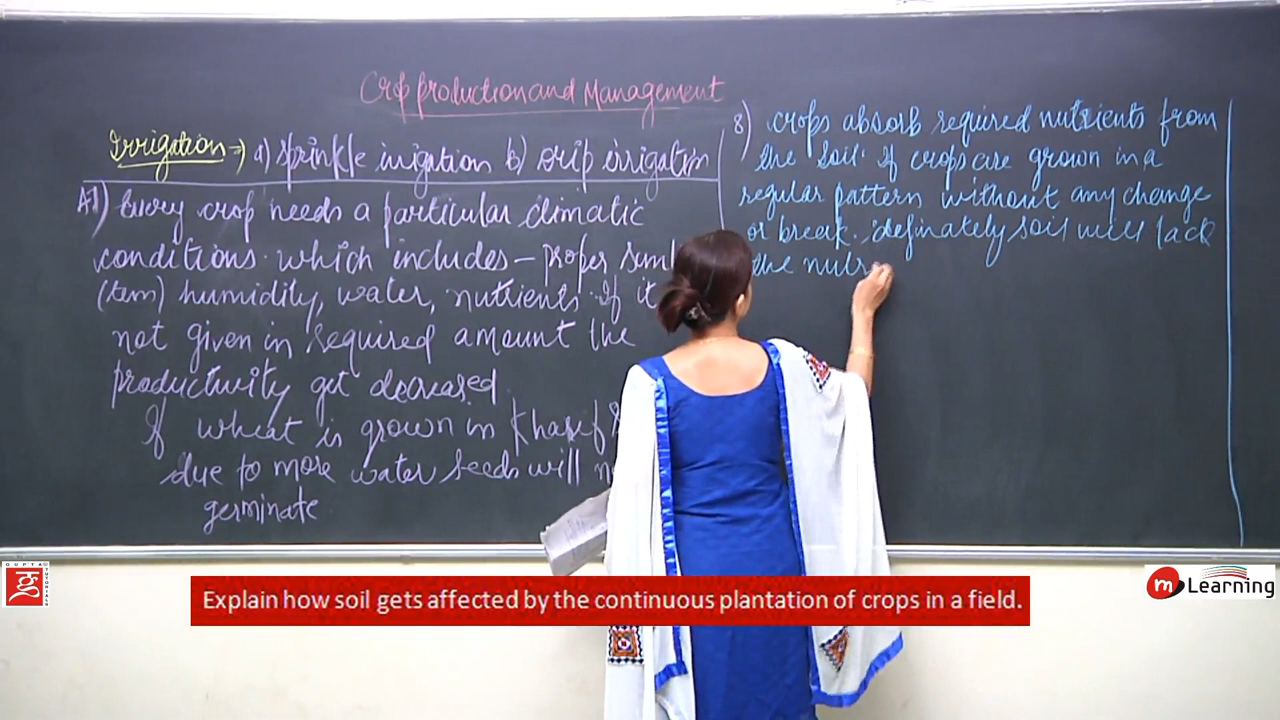 Crop production and Management
Irrigation → a) sprinkle irrigation b) Drip irrigation
A7) Every crop needs a particular climatic
conditions. which includes – proper
(tem) humidity, water, nutrients. If it
not given in required amount the
productivity get decreased.
If wheat is grown in Kharif
due to more water seeds will
germinate
8) crops absorb required nutrients from
the soil. If crops are grown in a
regular pattern without any change
or break. definately soil will lack
the nutr
Explain how soil gets affected by the continuous plantation of crops in a field.
GUPTA TUTORIALS
m Learning